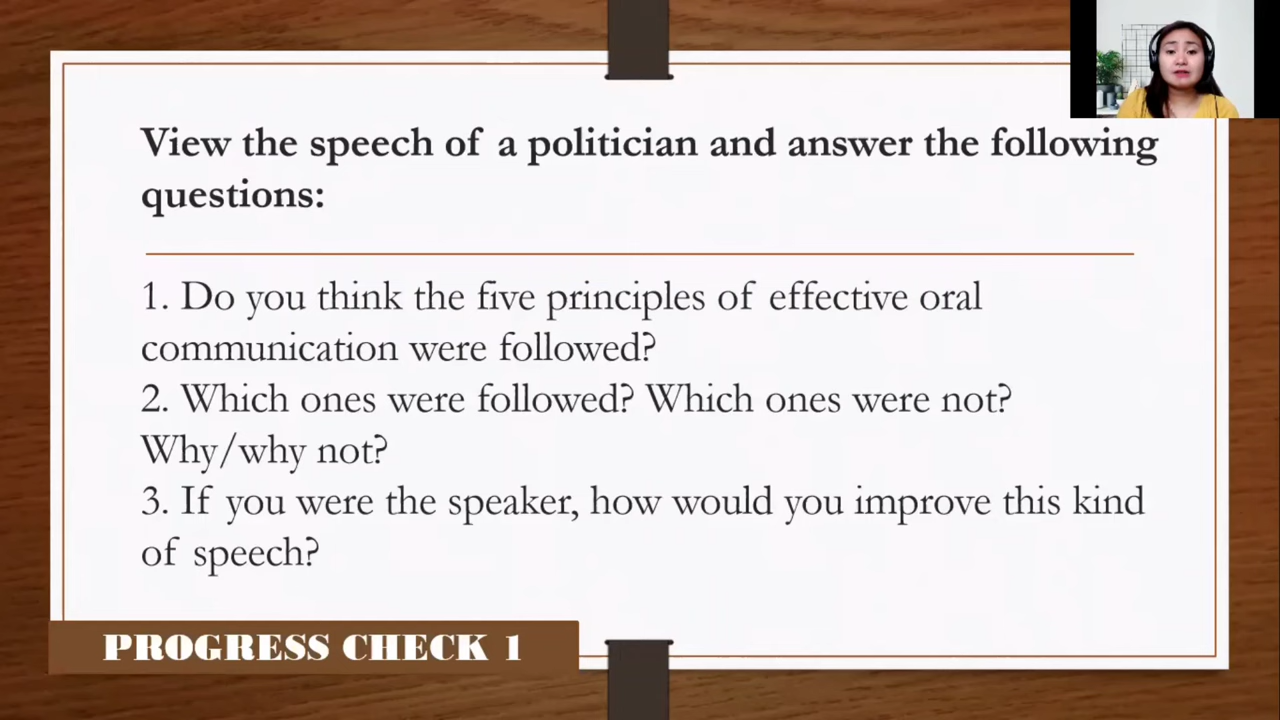 View the speech of a politician and answer the following
questions:
1. Do you think the five principles of effective oral
communication were followed?
2. Which ones were followed? Which ones were not?
Why/why not?
3. If you were the speaker, how would you improve this kind
of speech?
PROGRESS CHECK 1